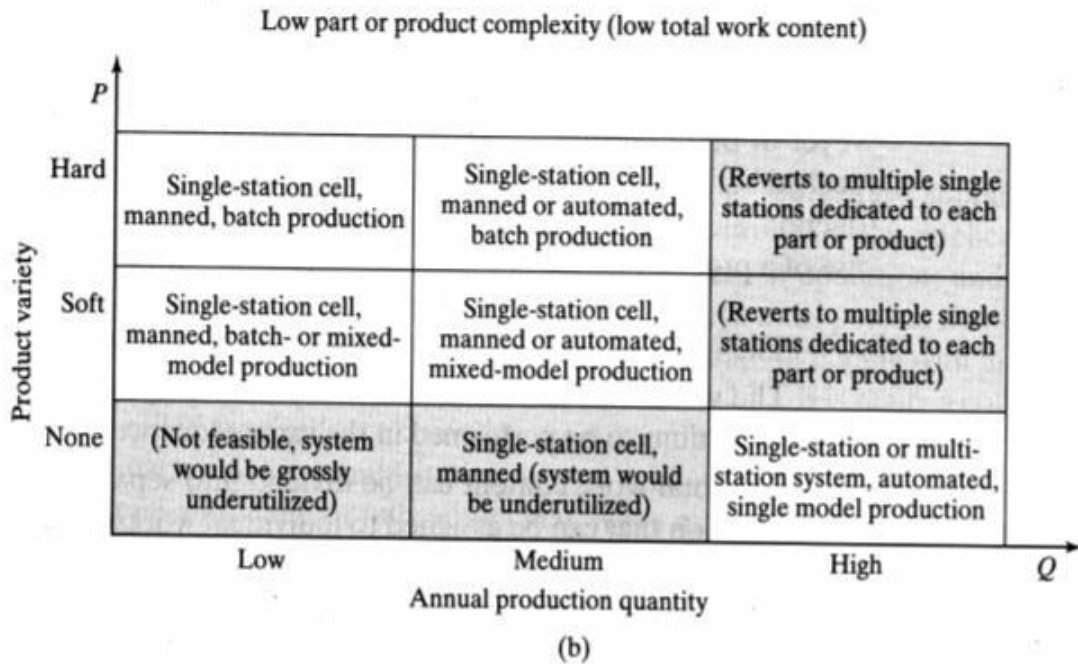 Low part or product complexity (low total work content)
P
Hard
Single-station cell,
manned, batch production
Single-station cell,
manned or automated,
batch production
(Reverts to multiple single
stations dedicated to each
part or product)
Product variety
Soft
Single-station cell,
manned, batch- or mixed-
model production
Single-station cell,
manned or automated,
mixed-model production
(Reverts to multiple single
stations dedicated to each
part or product)
None
(Not feasible, system
would be grossly
underutilized)
Single-station cell,
manned (system would
be underutilized)
Single-station or multi-
station system, automated,
single model production
Low
Medium
High
Q
Annual production quantity
(b)